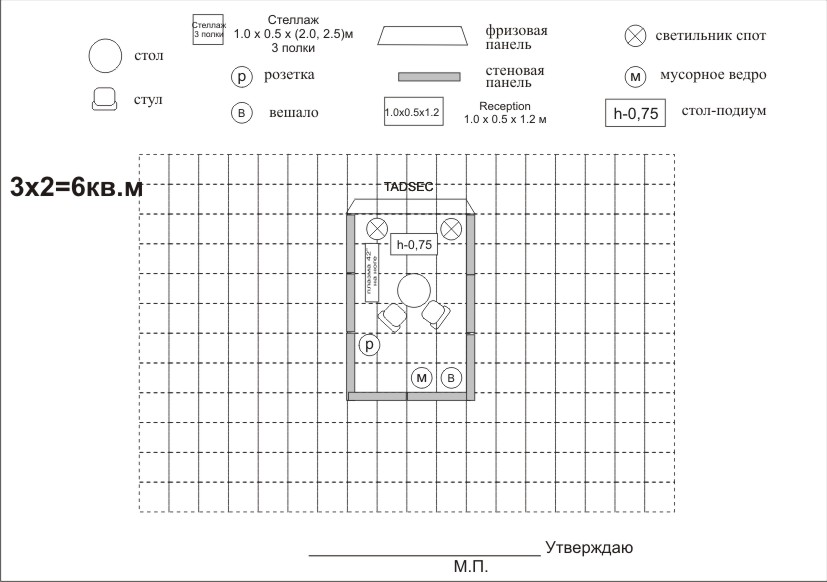 Стеллаж
3 полки
Стеллаж
1.0 x 0.5 x (2.0, 2.5)м
3 полки
фризовая
панель
светильник спот
стол
р
розетка
стеновая
панель
м
мусорное ведро
стул
в
вешало
1.0x0.5x1.2
Reception
1.0 x 0.5 x 1.2 м
h-0,75
стол-подиум
3x2=6кв.м
TADSEC
h-0,75
плазма 42"
на ноге
р
м
в
Утверждаю
М.П.